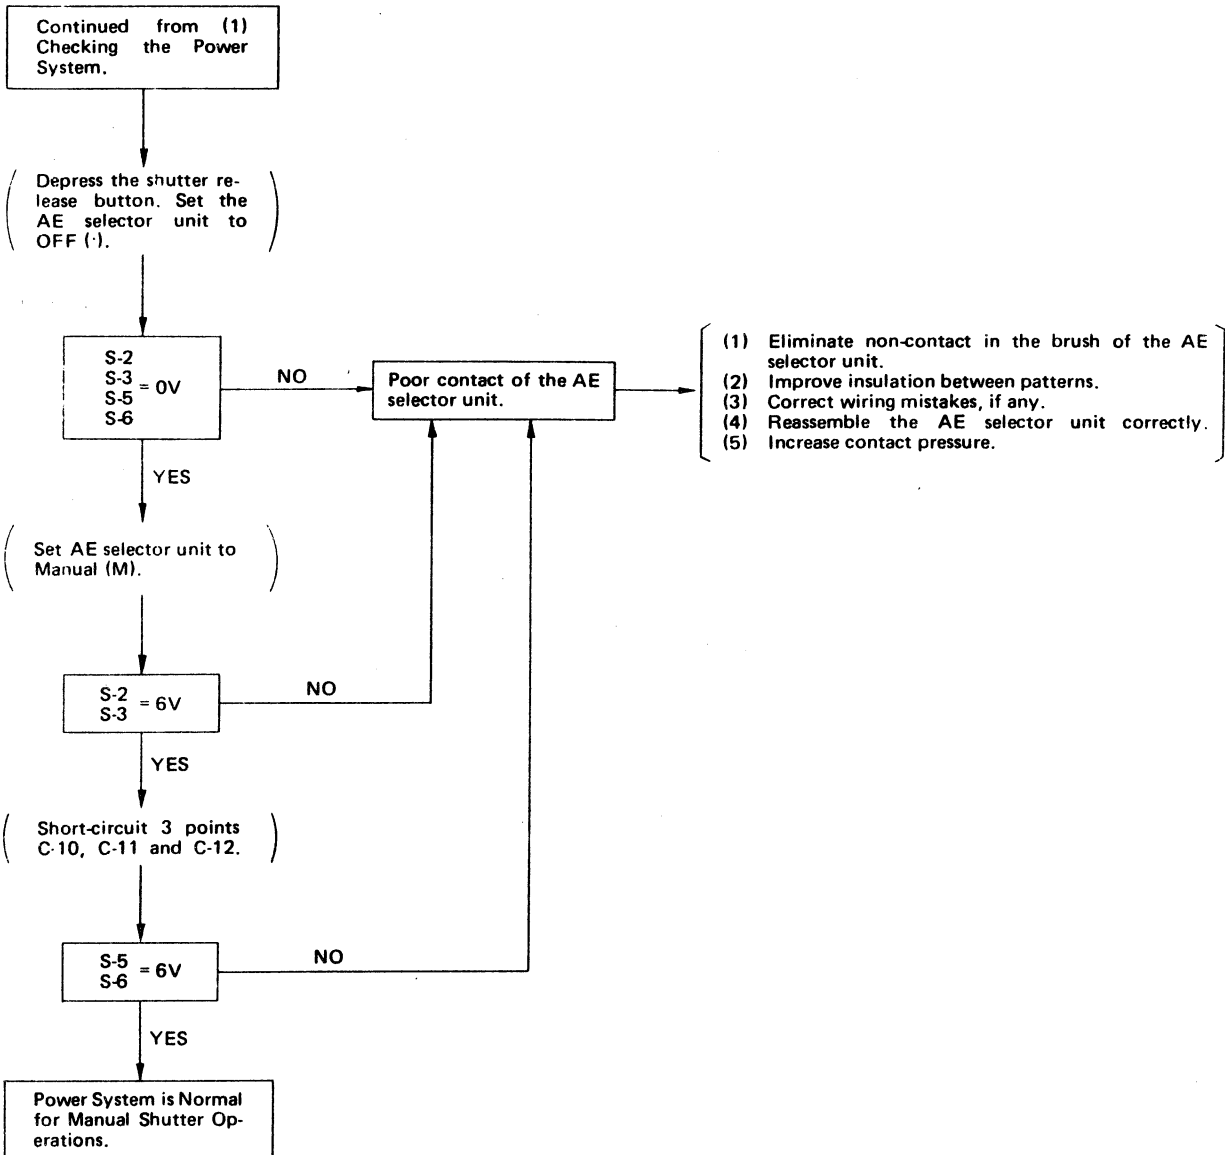 Continued from (1)
Checking the Power
System.
Depress the shutter re-
lease button. Set the
AE selector unit to
OFF (·).
S-2
S-3
S-5
S-6
= 0V
NO
Poor contact of the AE
selector unit.
(1) Eliminate non-contact in the brush of the AE
selector unit.
(2) Improve insulation between patterns.
(3) Correct wiring mistakes, if any.
(4) Reassemble the AE selector unit correctly.
(5) Increase contact pressure.
YES
Set AE selector unit to
Manual (M).
S-2
S-3
= 6V
NO
YES
Short-circuit 3 points
C-10, C-11 and C-12.
S-5
S-6
= 6V
NO
YES
Power System is Normal
for Manual Shutter Op-
erations.